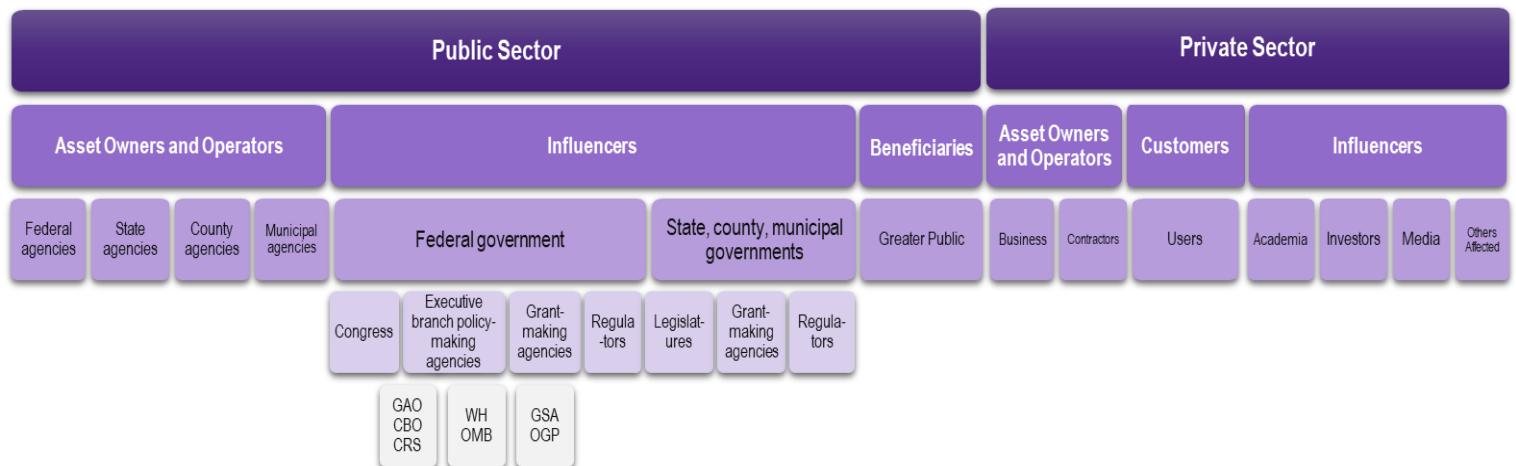 Public Sector
Private Sector
Asset Owners and Operators
Influencers
Beneficiaries
Asset Owners
and Operators
Customers
Influencers
Federal
agencies
State
agencies
County
agencies
Municipal
agencies
Federal government
State, county, municipal
governments
Greater Public
Business
Contractors
Users
Academia
Investors
Media
Others
Affected
Congress
Executive
branch policy-
making
agencies
Grant-
making
agencies
Regula
-tors
Legislat-
ures
Grant-
making
agencies
Regula-
tors
GAO
CBO
CRS
WH
OMB
GSA
OGP